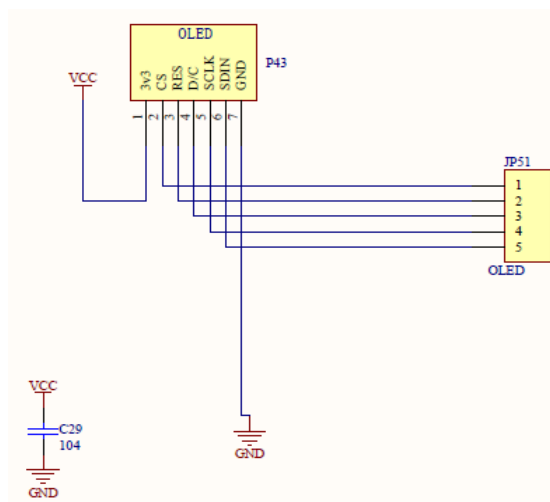 OLED
P43
VCC
3v3
CS
RES
D/C
SCLK
SDIN
GND
1
2
3
4
5
6
7
JP51
1
2
3
4
5
OLED
VCC
C29
104
GND
GND